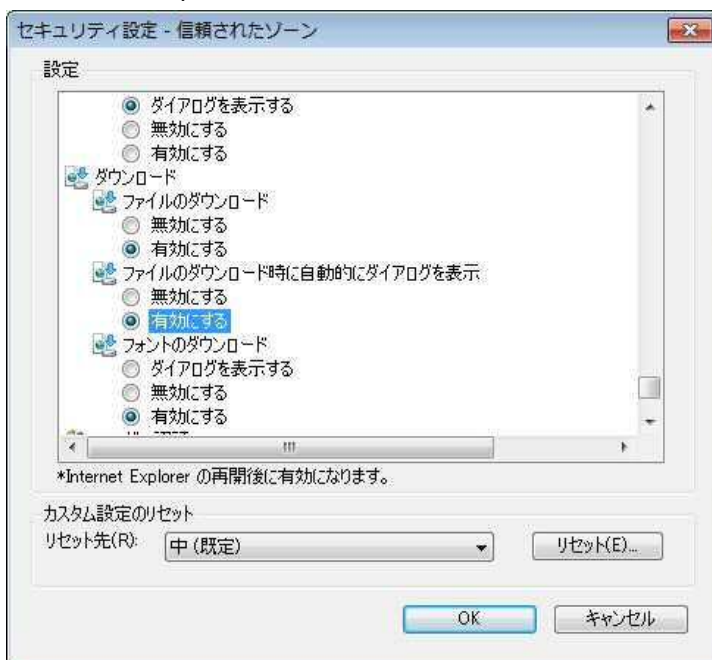 セキュリティ設定 - 信頼されたゾーン
設定
ダイアログを表示する
無効にする
有効にする
ダウンロード
ファイルのダウンロード
無効にする
有効にする
ファイルのダウンロード時に自動的にダイアログを表示
無効にする
有効にする
フォントのダウンロード
ダイアログを表示する
無効にする
有効にする
*Internet Explorer の再開後に有効になります。
カスタム設定のリセット
リセット先(R): 中 (既定) リセット(E)...
OK キャンセル